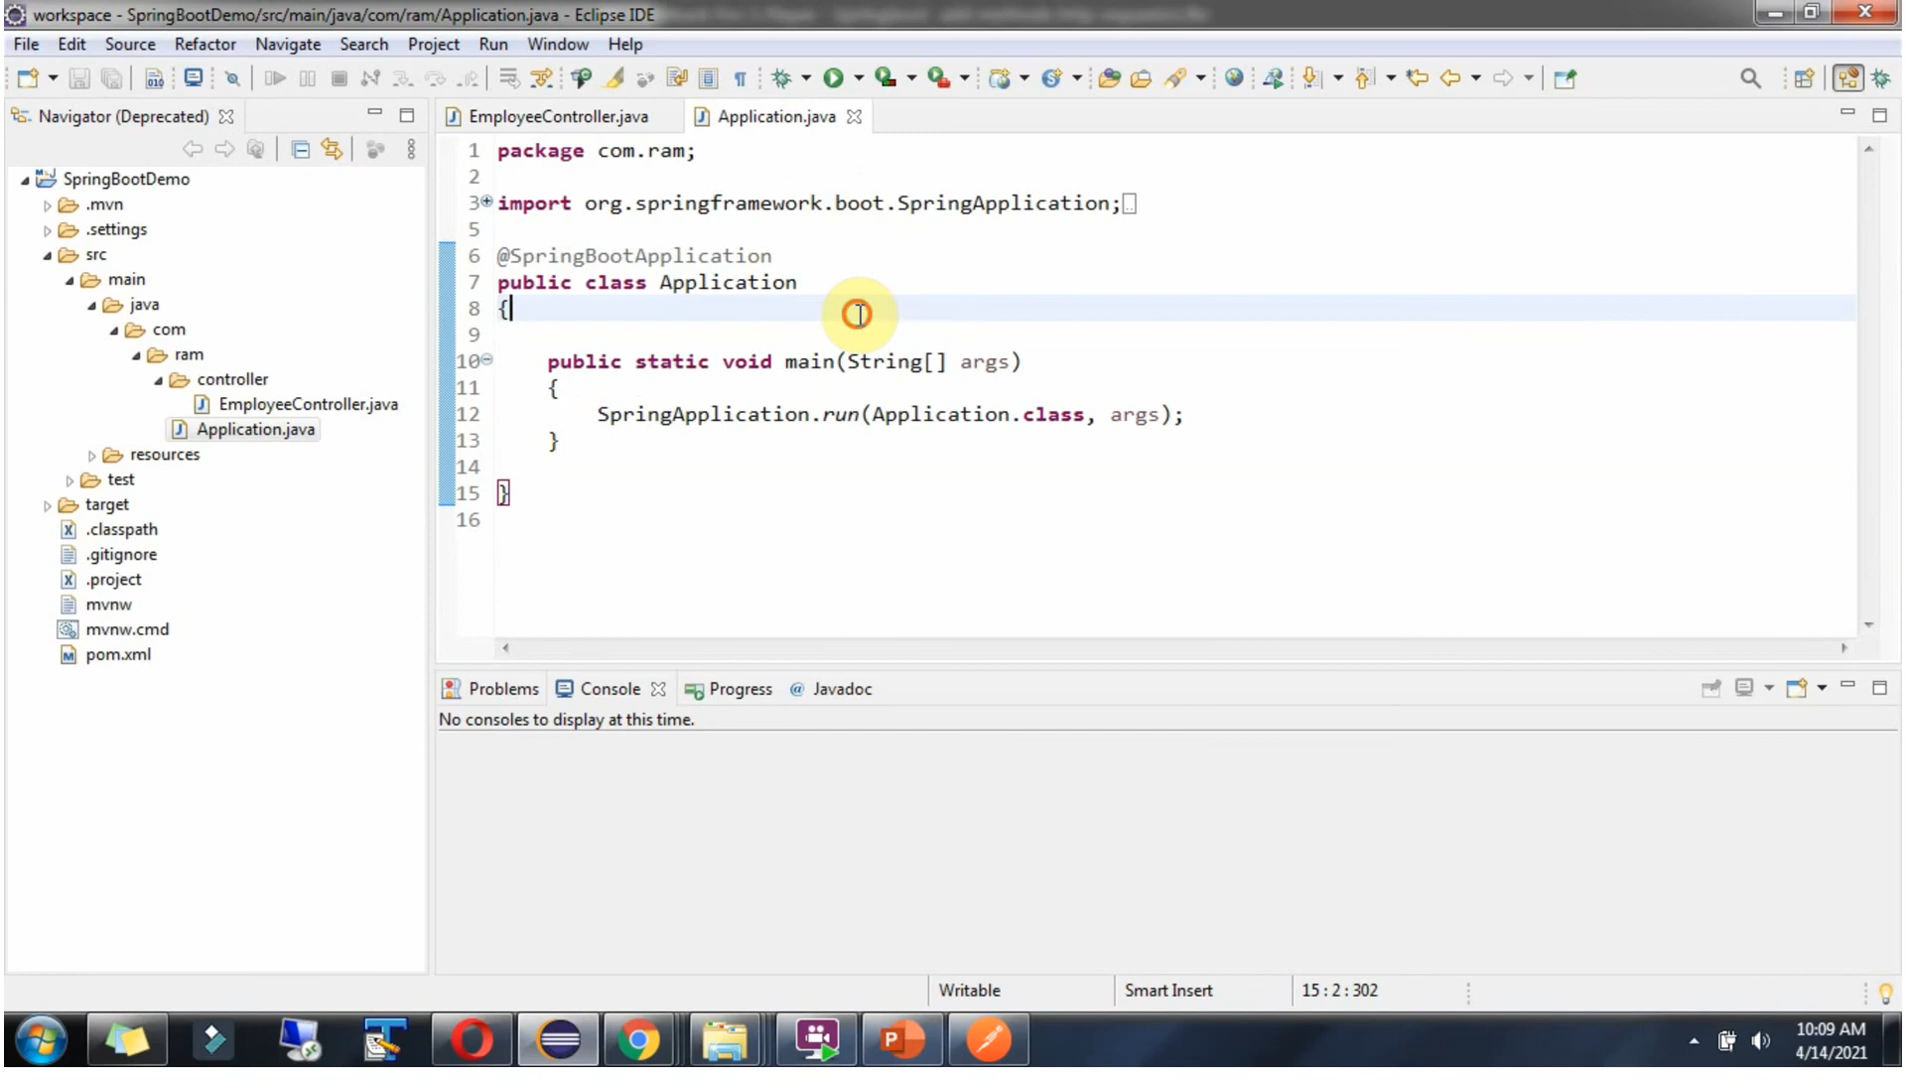 workspace - SpringBootDemo/src/main/java/com/ram/Application.java - Eclipse IDE
File Edit Source Refactor Navigate Search Project Run Window Help
Navigator (Deprecated)
SpringBootDemo
.mvn
.settings
src
main
java
com
ram
controller
EmployeeController.java
Application.java
resources
test
target
.classpath
.gitignore
.project
mvnw
mvnw.cmd
pom.xml
EmployeeController.java Application.java
1 package com.ram;
2
3 import org.springframework.boot.SpringApplication;
5
6 @SpringBootApplication
7 public class Application
8 {
9
10 public static void main(String[] args)
11 {
12 SpringApplication.run(Application.class, args);
13 }
14
15 }
16
Problems Console Progress @ Javadoc
No consoles to display at this time.
Writable Smart Insert 15 : 2 : 302
10:09 AM
4/14/2021